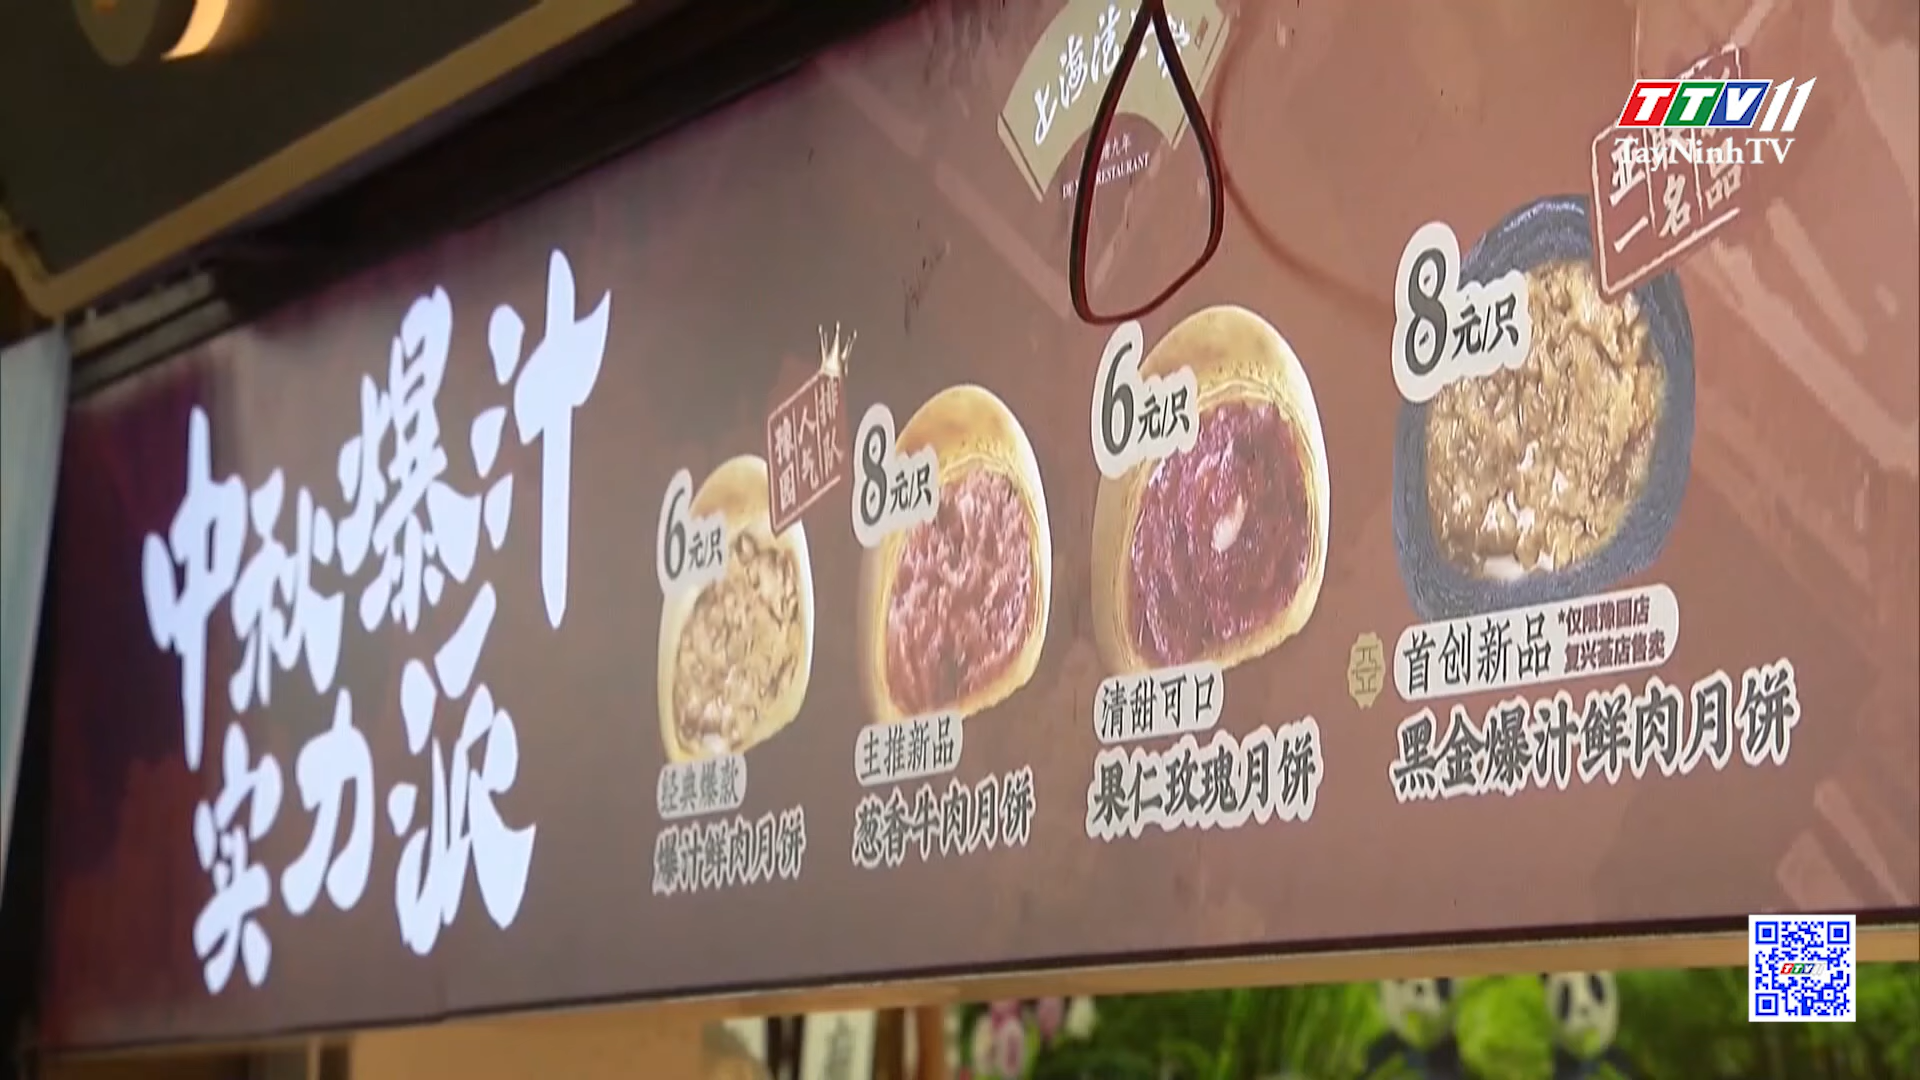 TTV11
TayNinhTV
上海
RESTAURANT
亚
一名品
中秋爆汁
实力派
豫园
人气
排队
6元/只
8元/只
6元/只
8元/只
经典爆款
爆汁鲜肉月饼
主推新品
葱香牛肉月饼
清甜可口
果仁玫瑰月饼
首创新品
*仅限豫园店
复兴荟店售卖
黑金爆汁鲜肉月饼
TTV11